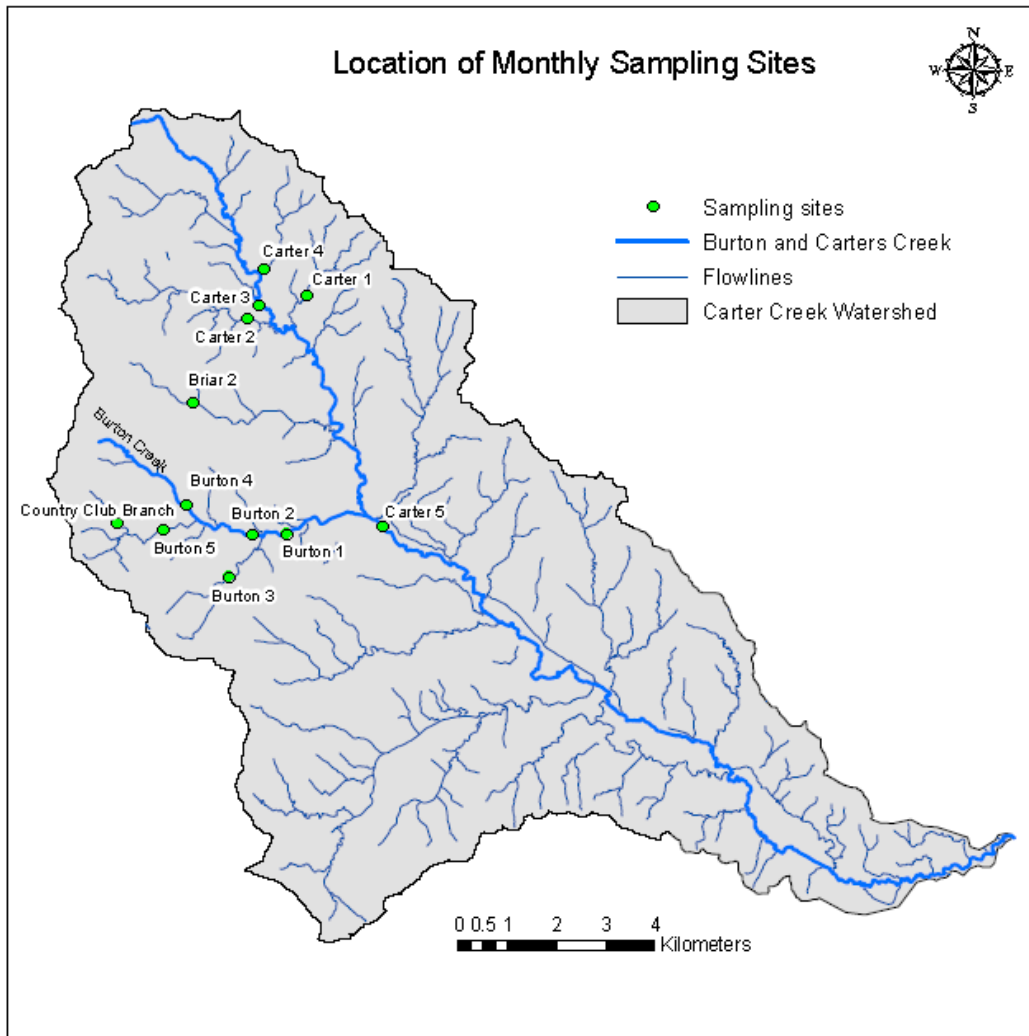 Location of Monthly Sampling Sites
N
W
E
S
Sampling sites
Burton and Carters Creek
Flowlines
Carter Creek Watershed
Carter 4
Carter 1
Carter 3
Carter 2
Briar 2
Burton Creek
Burton 4
Country Club Branch
Burton 2
Carter 5
Burton 5
Burton 1
Burton 3
0 0.5 1 2 3 4
Kilometers